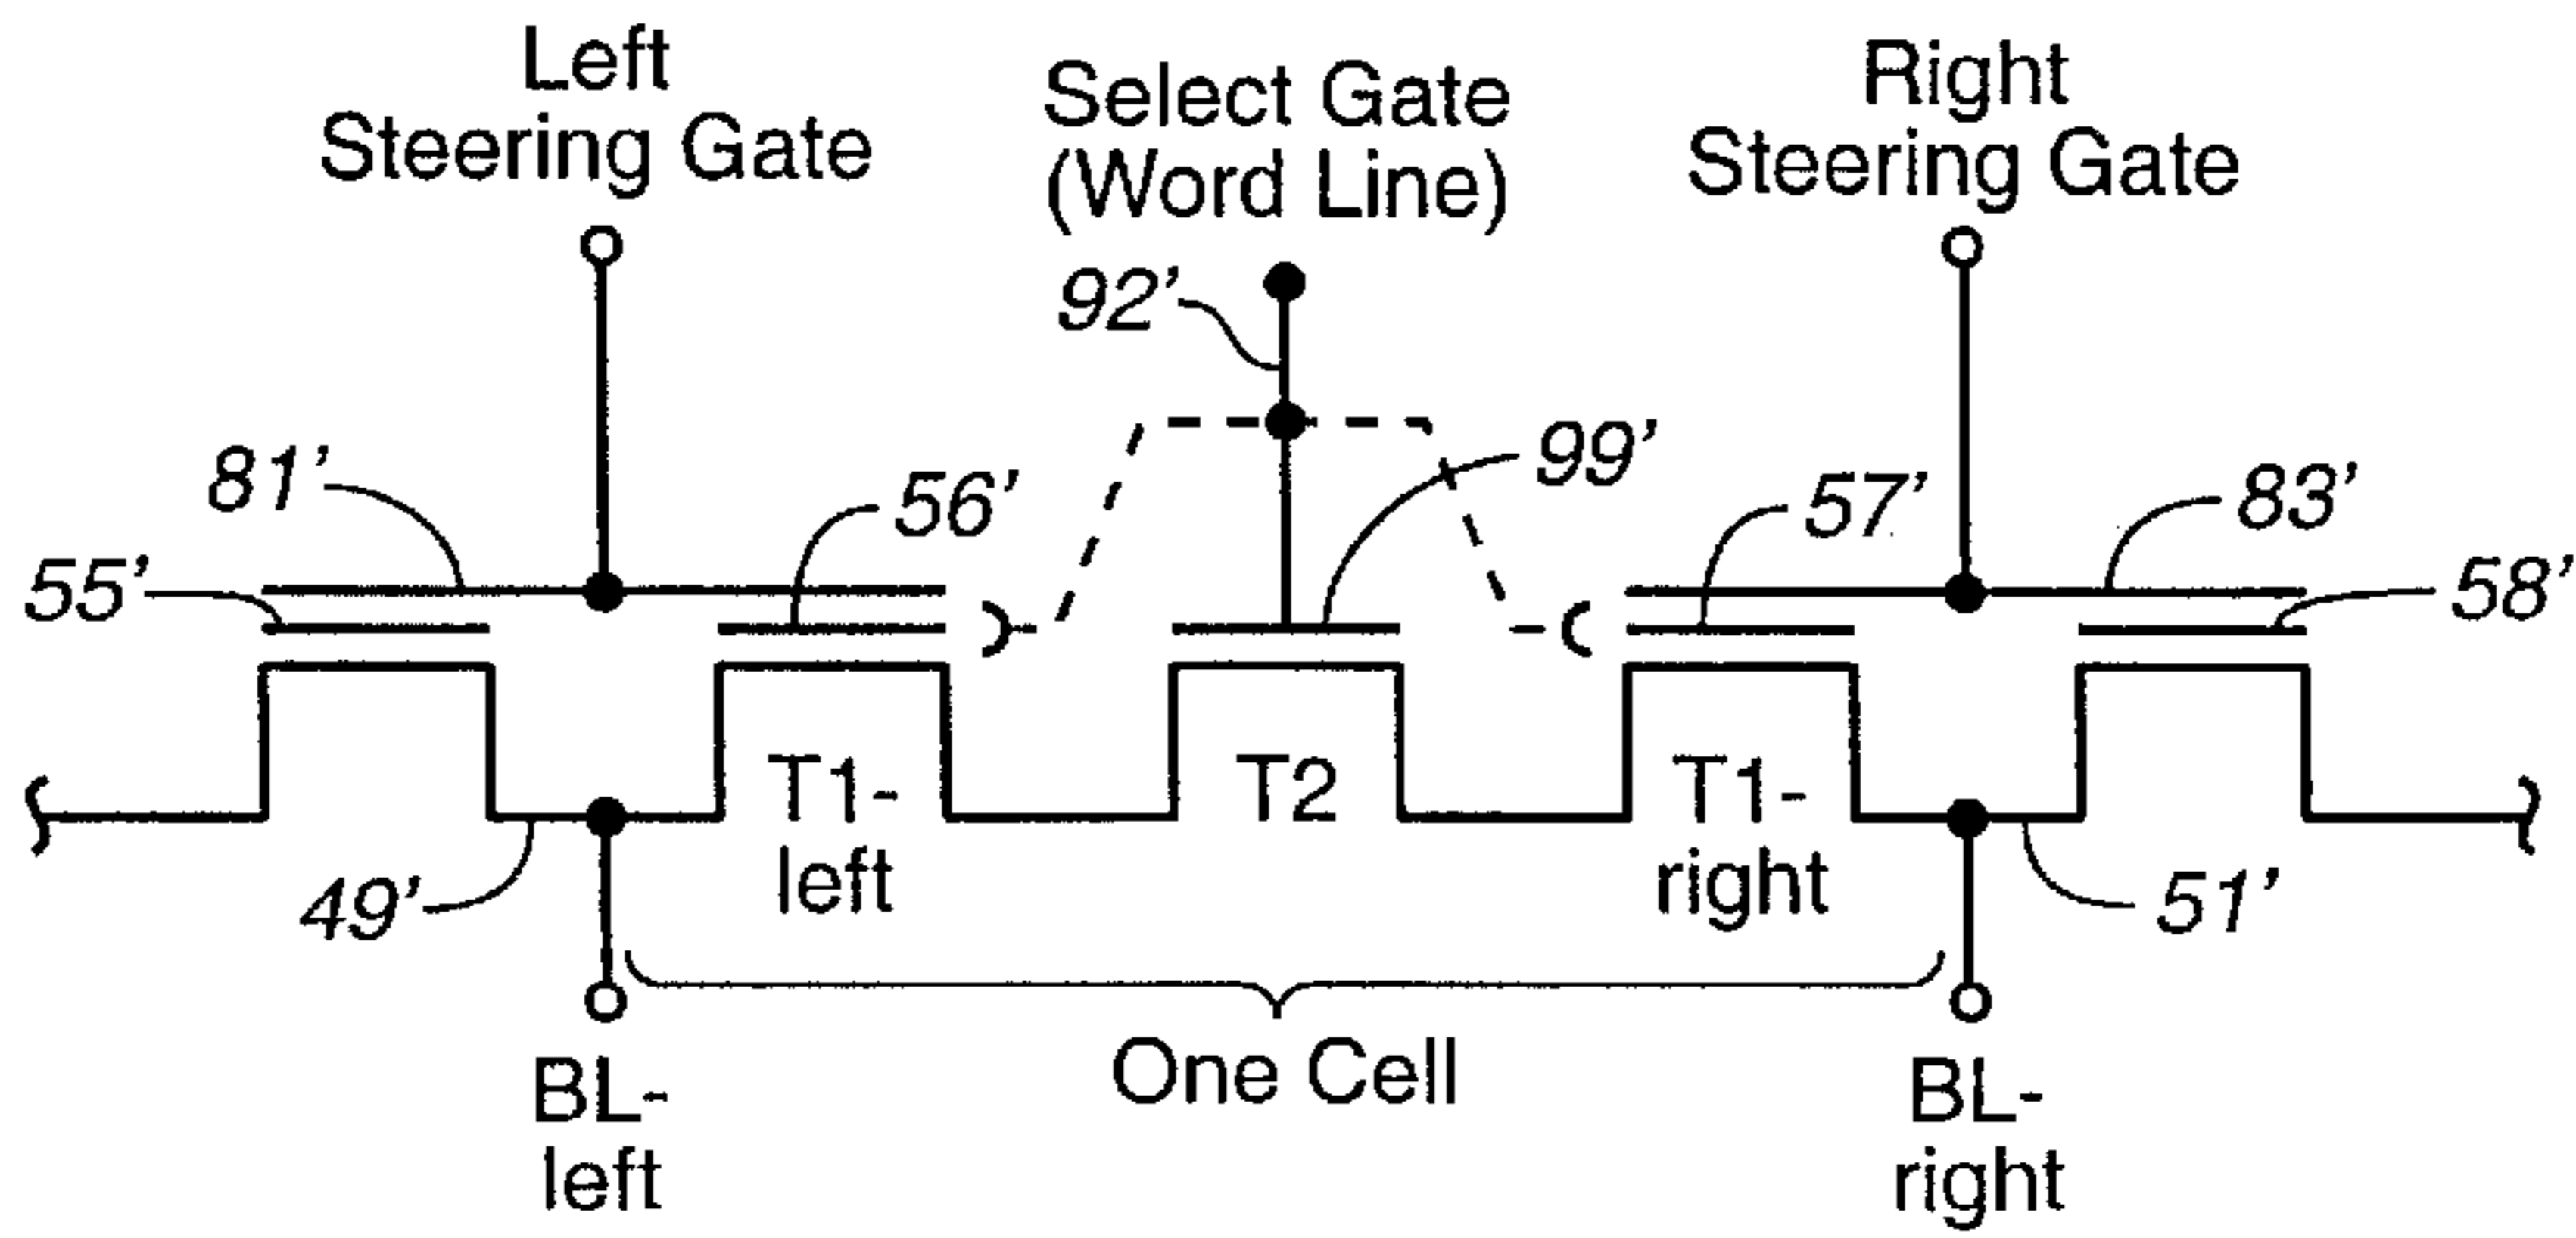 Left
Steering Gate
Select Gate
(Word Line)
Right
Steering Gate
92’
81’
56’
99’
57’
83’
55’
58’
T1-
left
T2
T1-
right
49’
51’
One Cell
BL-
left
BL-
right